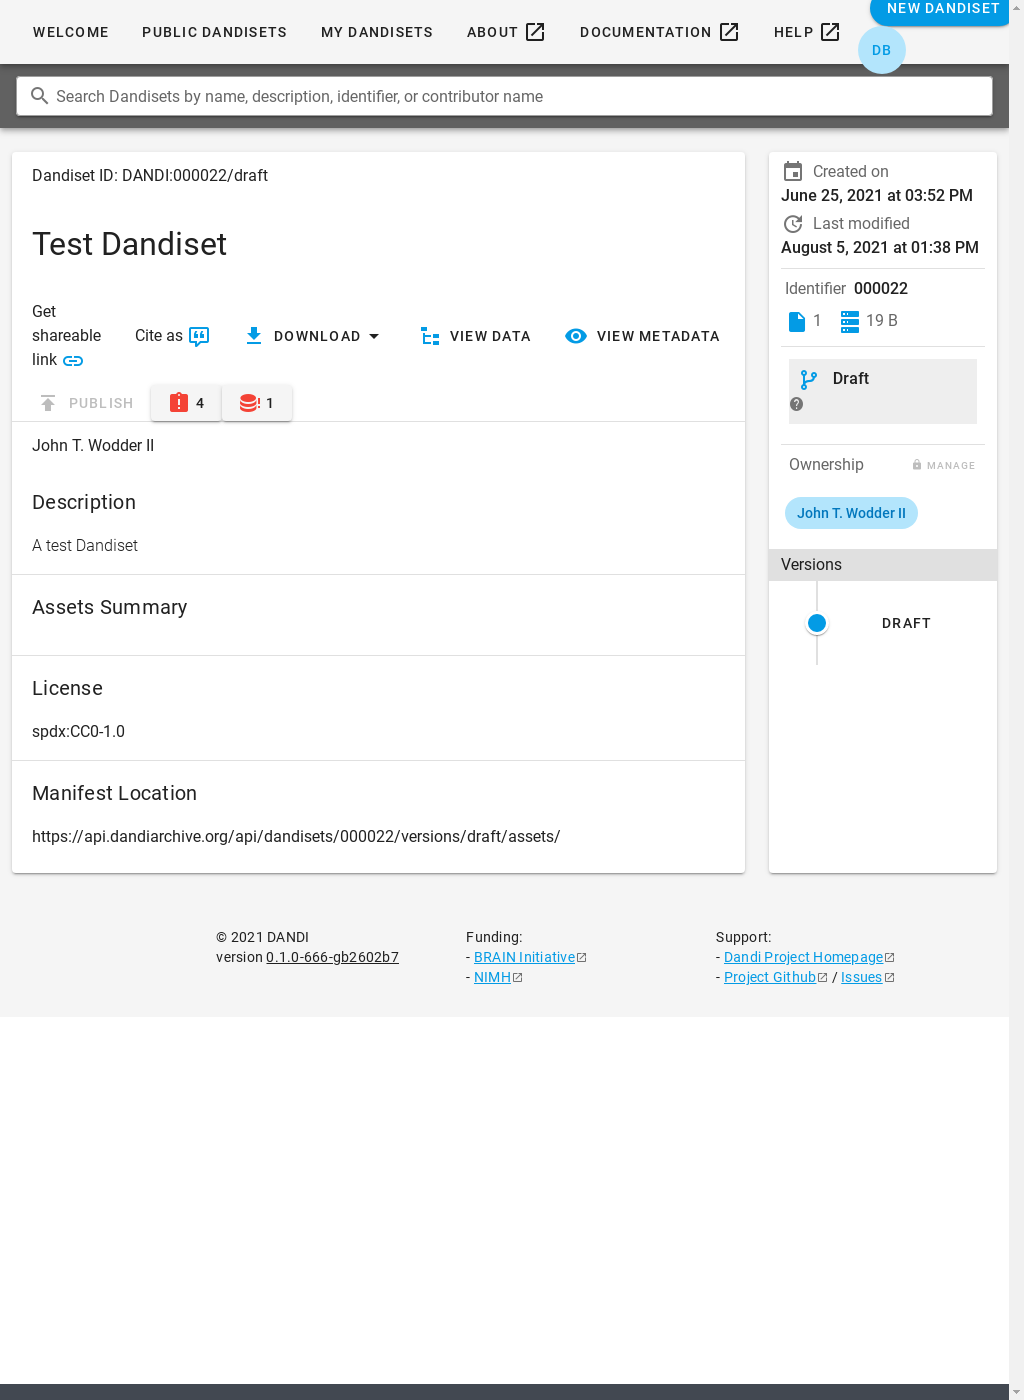 NEW DANDISET
WELCOME PUBLIC DANDISETS MY DANDISETS ABOUT DOCUMENTATION HELP
DB
Search Dandisets by name, description, identifier, or contributor name
Dandiset ID: DANDI:000022/draft
Test Dandiset
Get
shareable
link
Cite as
DOWNLOAD
VIEW DATA
VIEW METADATA
PUBLISH
4
1
John T. Wodder II
Description
A test Dandiset
Assets Summary
License
spdx:CC0-1.0
Manifest Location
https://api.dandiarchive.org/api/dandisets/000022/versions/draft/assets/
Created on
June 25, 2021 at 03:52 PM
Last modified
August 5, 2021 at 01:38 PM
Identifier 000022
1 19 B
Draft
Ownership MANAGE
John T. Wodder II
Versions
DRAFT
© 2021 DANDI
version 0.1.0-666-gb2602b7
Funding:
- BRAIN Initiative
- NIMH
Support:
- Dandi Project Homepage
- Project Github / Issues